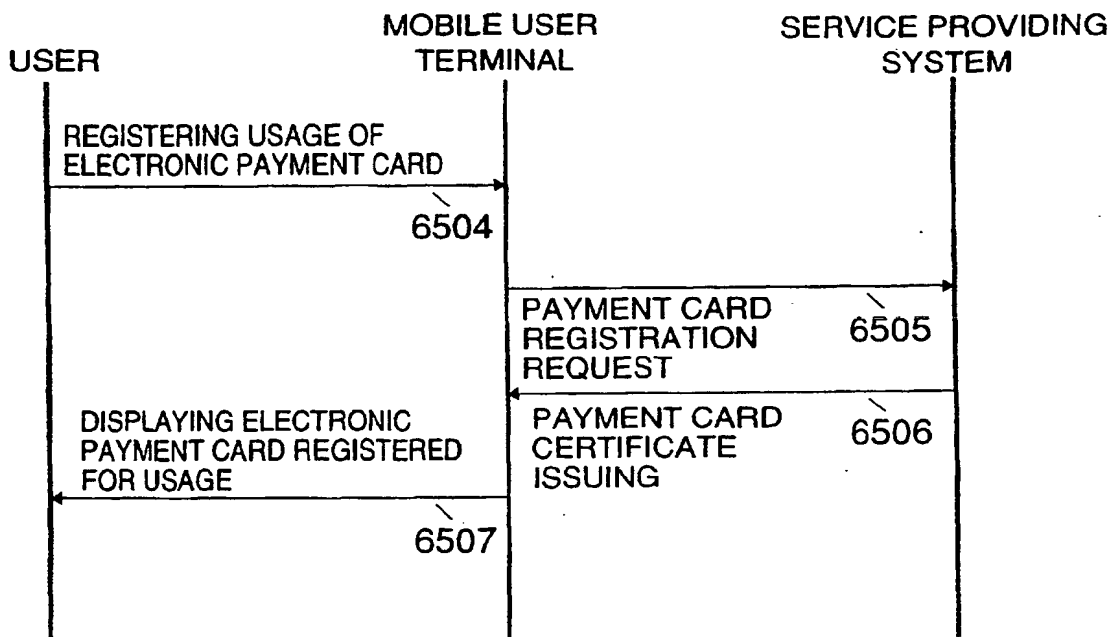 USER
MOBILE USER
TERMINAL
SERVICE PROVIDING
SYSTEM
REGISTERING USAGE OF
ELECTRONIC PAYMENT CARD
6504
PAYMENT CARD
REGISTRATION
REQUEST
6505
PAYMENT CARD
CERTIFICATE
ISSUING
6506
DISPLAYING ELECTRONIC
PAYMENT CARD REGISTERED
FOR USAGE
6507